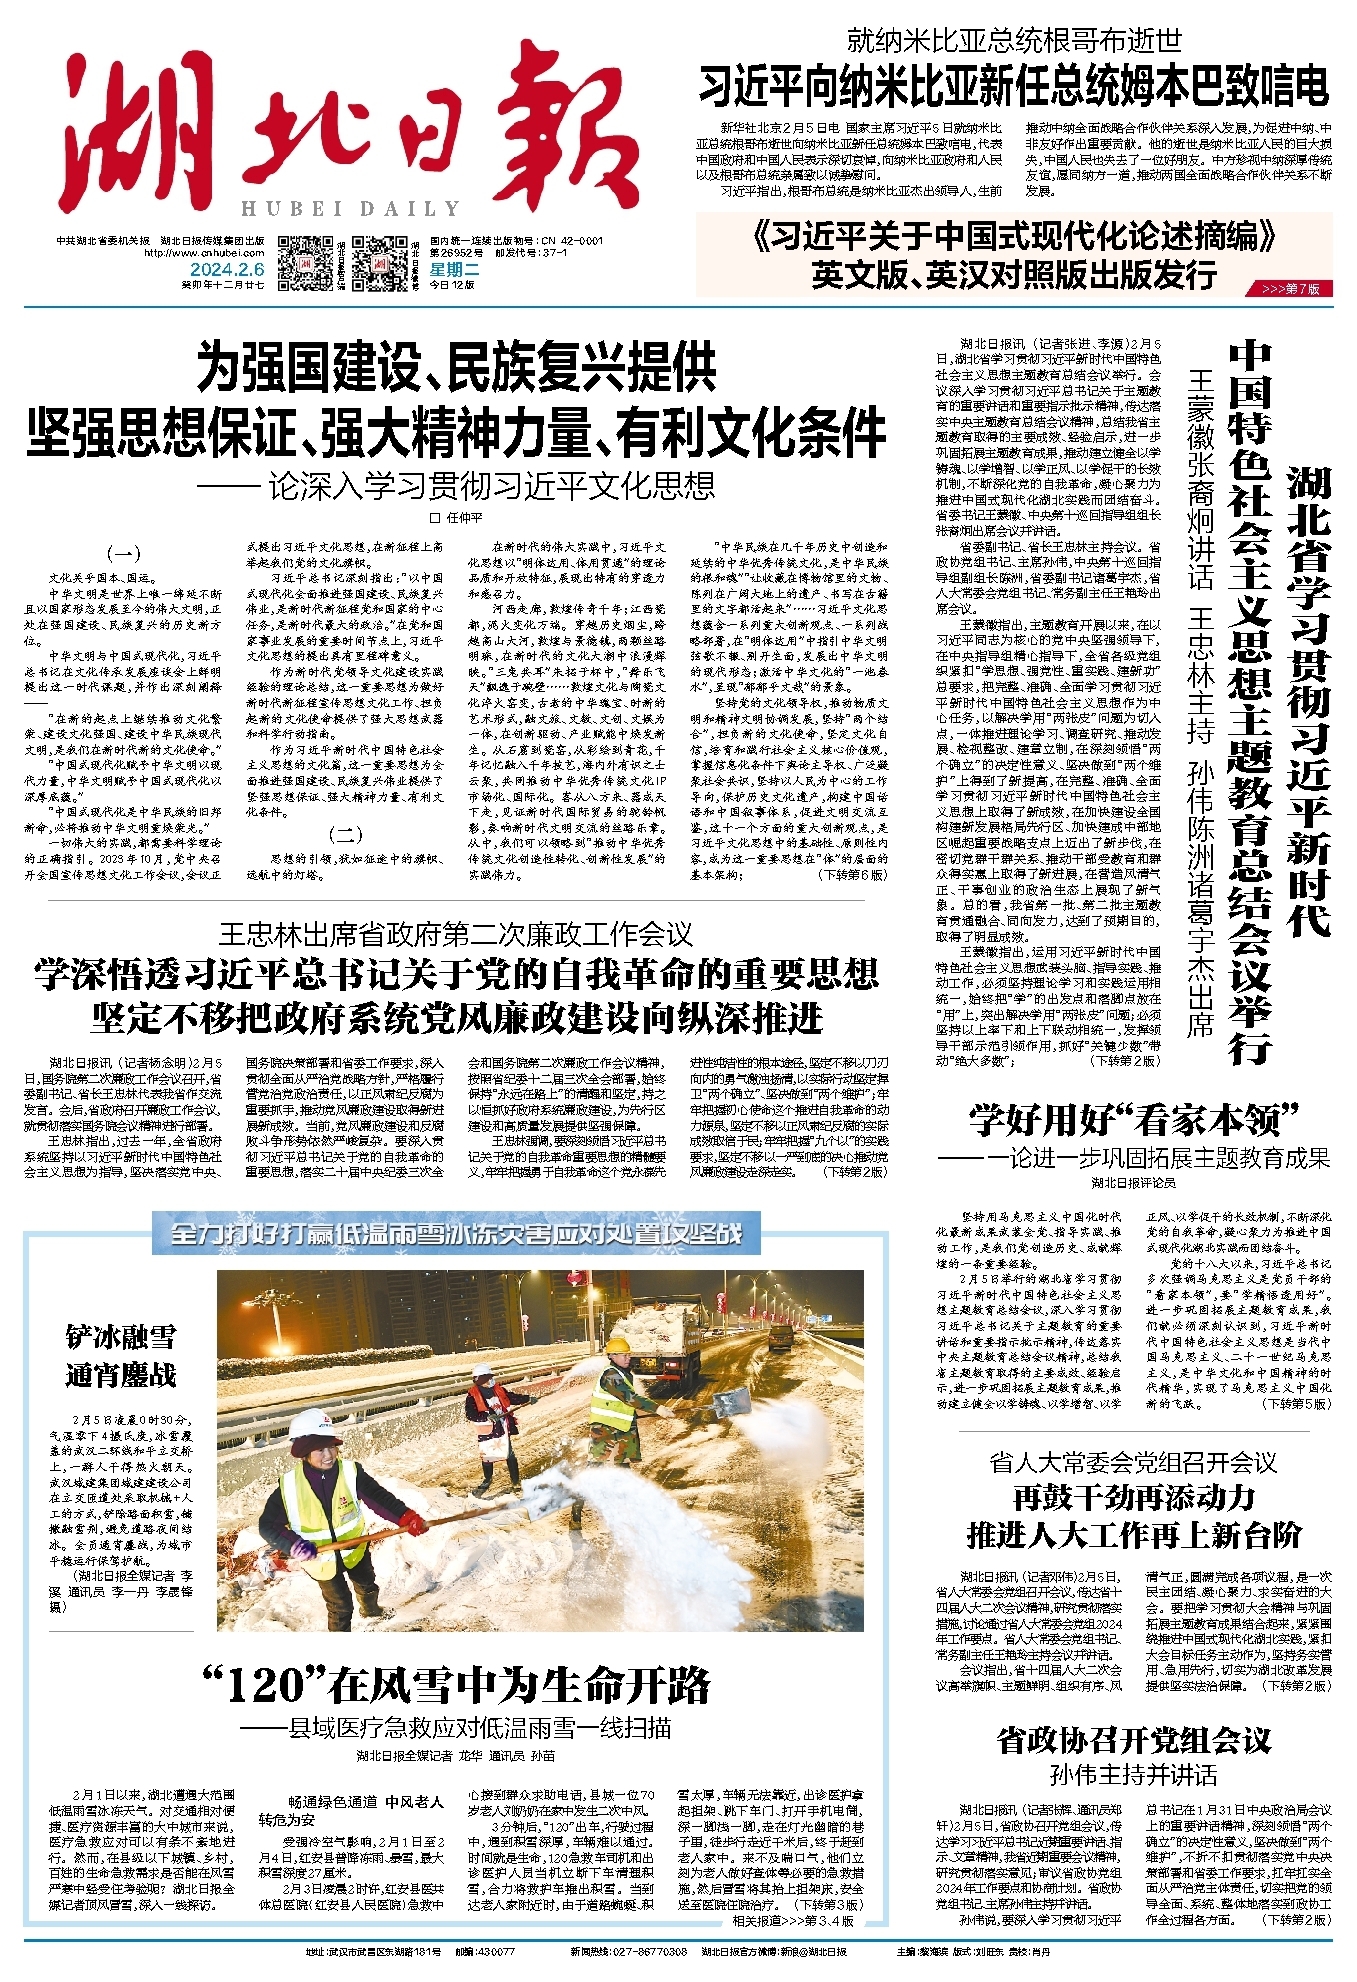 湖北日報
HUBEI DAILY
中共湖北省委机关报 湖北日报传媒集团出版
http://www.cnhubei.com
2024.2.6
癸卯年十二月廿七
国内统一连续出版物号:CN 42-0001
第26952号 邮发代号:37-1
星期二
今日12版
就纳米比亚总统根哥布逝世
习近平向纳米比亚新任总统姆本巴致唁电
新华社北京2月5日电 国家主席习近平5日就纳米比
亚总统根哥布逝世向纳米比亚新任总统姆本巴致唁电,代表
中国政府和中国人民表示深切哀悼,向纳米比亚政府和人民
以及根哥布总统亲属致以诚挚慰问。
习近平指出,根哥布总统是纳米比亚杰出领导人,生前
推动中纳全面战略合作伙伴关系深入发展,为促进中纳、中
非友好作出重要贡献。他的逝世是纳米比亚人民的巨大损
失,中国人民也失去了一位好朋友。中方珍视中纳深厚传统
友谊,愿同纳方一道,推动两国全面战略合作伙伴关系不断
发展。
《习近平关于中国式现代化论述摘编》
英文版、英汉对照版出版发行
>>>第7版
为强国建设、民族复兴提供
坚强思想保证、强大精神力量、有利文化条件
——论深入学习贯彻习近平文化思想
□ 任仲平
(一)
文化关乎国本、国运。
中华文明是世界上唯一绵延不断
且以国家形态发展至今的伟大文明,正
处在强国建设、民族复兴的历史新方
位。
中华文明与中国式现代化,习近平
总书记在文化传承发展座谈会上鲜明
提出这一时代课题,并作出深刻阐释
——
“在新的起点上继续推动文化繁
荣、建设文化强国、建设中华民族现代
文明,是我们在新时代新的文化使命。”
“中国式现代化赋予中华文明以现
代力量,中华文明赋予中国式现代化以
深厚底蕴。”
“中国式现代化是中华民族的旧邦
新命,必将推动中华文明重焕荣光。”
一切伟大的实践,都需要科学理论
的正确指引。2023年10月,党中央召
开全国宣传思想文化工作会议,会议正
式提出习近平文化思想,在新征程上高
举起我们党的文化旗帜。
习近平总书记深刻指出:“以中国
式现代化全面推进强国建设、民族复兴
伟业,是新时代新征程党和国家的中心
任务,是新时代最大的政治。”在党和国
家事业发展的重要时间节点上,习近平
文化思想的提出具有里程碑意义。
作为新时代党领导文化建设实践
经验的理论总结,这一重要思想为做好
新时代新征程宣传思想文化工作、担负
起新的文化使命提供了强大思想武器
和科学行动指南。
作为习近平新时代中国特色社会
主义思想的文化篇,这一重要思想为全
面推进强国建设、民族复兴伟业提供了
坚强思想保证、强大精神力量、有利文
化条件。
(二)
思想的引领,犹如征途中的旗帜、
远航中的灯塔。
在新时代的伟大实践中,习近平文
化思想以“明体达用、体用贯通”的理论
品质和开放特征,展现出特有的穿透力
和感召力。
河西走廊,敦煌传奇千年;江西瓷
都,泥火变化万端。穿越历史烟尘,跨
越高山大河,敦煌与景德镇,两颗丝路
明珠,在新时代的文化大潮中浪漫辉
映。“三兔共耳”朱拓于杯中,“舞乐飞
天”飘逸于碗壁……敦煌文化与陶瓷文
化淬火窑变,古老的中华瑰宝、时新的
艺术形式,融文旅、文教、文创、文娱为
一体,在创新驱动、产业赋能中焕发新
生。从石窟到瓷窑,从彩绘到青花,千
年记忆融入千年技艺,海内外有识之士
云聚,共同推动中华优秀传统文化IP
市场化、国际化。客从八方来、器成天
下走,见证新时代国际贸易的驼铃帆
影,奏响新时代文明交流的丝路乐章。
从中,我们可以领略到“推动中华优秀
传统文化创造性转化、创新性发展”的
实践伟力。
“中华民族在几千年历史中创造和
延续的中华优秀传统文化,是中华民族
的根和魂”“让收藏在博物馆里的文物、
陈列在广阔大地上的遗产、书写在古籍
里的文字都活起来”……习近平文化思
想蕴含一系列重大创新观点、一系列战
略部署,在“明体达用”中指引中华文明
弦歌不辍、别开生面,发展出中华文明
的现代形态;激活中华文化的“一池春
水”,呈现“郁郁乎文哉”的景象。
坚持党的文化领导权,推动物质文
明和精神文明协调发展,坚持“两个结
合”,担负新的文化使命,坚定文化自
信,培育和践行社会主义核心价值观,
掌握信息化条件下舆论主导权、广泛凝
聚社会共识,坚持以人民为中心的工作
导向,保护历史文化遗产,构建中国话
语和中国叙事体系,促进文明交流互
鉴,这十一个方面的重大创新观点,是
习近平文化思想中的基础性、原则性内
容,成为这一重要思想在“体”的层面的
基本架构; (下转第6版)
湖北省学习贯彻习近平新时代
中国特色社会主义思想主题教育总结会议举行
王蒙徽张裔炯讲话 王忠林主持 孙伟陈洲诸葛宇杰出席
湖北日报讯 (记者张进、李源)2月5
日,湖北省学习贯彻习近平新时代中国特色
社会主义思想主题教育总结会议举行。会
议深入学习贯彻习近平总书记关于主题教
育的重要讲话和重要指示批示精神,传达落
实中央主题教育总结会议精神,总结我省主
题教育取得的主要成效、经验启示,进一步
巩固拓展主题教育成果,推动建立健全以学
铸魂、以学增智、以学正风、以学促干的长效
机制,不断深化党的自我革命,凝心聚力为
推进中国式现代化湖北实践而团结奋斗。
省委书记王蒙徽、中央第十巡回指导组组长
张裔炯出席会议并讲话。
省委副书记、省长王忠林主持会议。省
政协党组书记、主席孙伟,中央第十巡回指
导组副组长陈洲,省委副书记诸葛宇杰,省
人大常委会党组书记、常务副主任王艳玲出
席会议。
王蒙徽指出,主题教育开展以来,在以
习近平同志为核心的党中央坚强领导下,
在中央指导组精心指导下,全省各级党组
织紧扣“学思想、强党性、重实践、建新功”
总要求,把完整、准确、全面学习贯彻习近
平新时代中国特色社会主义思想作为中
心任务,以解决学用“两张皮”问题为切入
点,一体推进理论学习、调查研究、推动发
展、检视整改、建章立制,在深刻领悟“两
个确立”的决定性意义、坚决做到“两个维
护”上得到了新提高,在完整、准确、全面
学习贯彻习近平新时代中国特色社会主
义思想上取得了新成效,在加快建设全国
构建新发展格局先行区、加快建成中部地
区崛起重要战略支点上迈出了新步伐,在
密切党群干群关系、推动干部受教育和群
众得实惠上取得了新进展,在营造风清气
正、干事创业的政治生态上展现了新气
象。总的看,我省第一批、第二批主题教
育贯通融合、同向发力,达到了预期目的,
取得了明显成效。
王蒙徽指出,运用习近平新时代中国
特色社会主义思想武装头脑、指导实践、推
动工作,必须坚持理论学习和实践运用相
统一,始终把“学”的出发点和落脚点放在
“用”上,突出解决学用“两张皮”问题;必须
坚持以上率下和上下联动相统一,发挥领
导干部示范引领作用,抓好“关键少数”带
动“绝大多数”; (下转第2版)
王忠林出席省政府第二次廉政工作会议
学深悟透习近平总书记关于党的自我革命的重要思想
坚定不移把政府系统党风廉政建设向纵深推进
湖北日报讯 (记者杨念明)2月5
日,国务院第二次廉政工作会议召开,省
委副书记、省长王忠林代表我省作交流
发言。会后,省政府召开廉政工作会议,
就贯彻落实国务院会议精神进行部署。
王忠林指出,过去一年,全省政府
系统坚持以习近平新时代中国特色社
会主义思想为指导,坚决落实党中央、
国务院决策部署和省委工作要求,深入
贯彻全面从严治党战略方针,严格履行
管党治党政治责任,以正风肃纪反腐为
重要抓手,推动党风廉政建设取得新进
展新成效。当前,党风廉政建设和反腐
败斗争形势依然严峻复杂。要深入贯
彻习近平总书记关于党的自我革命的
重要思想,落实二十届中央纪委三次全
会和国务院第二次廉政工作会议精神,
按照省纪委十二届三次全会部署,始终
保持“永远在路上”的清醒和坚定,持之
以恒抓好政府系统廉政建设,为先行区
建设和高质量发展提供坚强保障。
王忠林强调,要深刻领悟习近平总书
记关于党的自我革命重要思想的精髓要
义,牢牢把握勇于自我革命这个党永葆先
进性纯洁性的根本途径,坚定不移以刀刃
向内的勇气激浊扬清,以实际行动坚定捍
卫“两个确立”、坚决做到“两个维护”;牢
牢把握初心使命这个推进自我革命的动
力源泉,坚定不移以正风肃纪反腐的实际
成效取信于民;牢牢把握“九个以”的实践
要求,坚定不移以一严到底的决心推动党
风廉政建设走深走实。 (下转第2版)
学好用好“看家本领”
——一论进一步巩固拓展主题教育成果
湖北日报评论员
坚持用马克思主义中国化时代
化最新成果武装全党、指导实践、推
动工作,是我们党创造历史、成就辉
煌的一条重要经验。
2月5日举行的湖北省学习贯彻
习近平新时代中国特色社会主义思
想主题教育总结会议,深入学习贯彻
习近平总书记关于主题教育的重要
讲话和重要指示批示精神,传达落实
中央主题教育总结会议精神,总结我
省主题教育取得的主要成效、经验启
示,进一步巩固拓展主题教育成果,推
动建立健全以学铸魂、以学增智、以学
正风、以学促干的长效机制,不断深化
党的自我革命,凝心聚力为推进中国
式现代化湖北实践而团结奋斗。
党的十八大以来,习近平总书记
多次强调马克思主义是党员干部的
“看家本领”,要“学精悟透用好”。
进一步巩固拓展主题教育成果,我
们就必须深刻认识到,习近平新时
代中国特色社会主义思想是当代中
国马克思主义、二十一世纪马克思
主义,是中华文化和中国精神的时
代精华,实现了马克思主义中国化
新的飞跃。 (下转第5版)
全力打好打赢低温雨雪冰冻灾害应对处置攻坚战
铲冰融雪
通宵鏖战
2月5日凌晨0时30分,
气温零下4摄氏度,冰雪覆
盖的武汉二环线和平立交桥
上,一群人干得热火朝天。
武汉城建集团城建建设公司
在立交匝道处采取机械+人
工的方式,铲除路面积雪,铺
撒融雪剂,避免道路夜间结
冰。全员通宵鏖战,为城市
平稳运行保驾护航。
(湖北日报全媒记者 李
溪 通讯员 李一丹 李晟锋
摄)
“120”在风雪中为生命开路
——县域医疗急救应对低温雨雪一线扫描
湖北日报全媒记者 龙华 通讯员 孙苗
2月1日以来,湖北遭遇大范围
低温雨雪冰冻天气。对交通相对便
捷、医疗资源丰富的大中城市来说,
医疗急救应对可以有条不紊地进
行。然而,在县级以下城镇、乡村,
百姓的生命急救需求是否能在风雪
严寒中经受住考验呢?湖北日报全
媒记者顶风冒雪,深入一线探访。
畅通绿色通道 中风老人
转危为安
受强冷空气影响,2月1日至2
月4日,红安县普降冻雨、暴雪,最大
积雪深度27厘米。
2月3日凌晨2时许,红安县医共
体总医院(红安县人民医院)急救中
心接到群众求助电话,县城一位70
岁老人刘奶奶在家中发生二次中风。
3分钟后,“120”出车,行驶过程
中,遇到积雪深厚,车辆难以通过。
时间就是生命,120急救车司机和出
诊医护人员当机立断下车清理积
雪,合力将救护车推出积雪。当到
达老人家附近时,由于道路蜿蜒、积
雪太厚,车辆无法靠近,出诊医护拿
起担架、跳下车门、打开手机电筒,
深一脚浅一脚,走在灯光幽暗的巷
子里,徒步行走近千米后,终于赶到
老人家中。来不及喘口气,他们立
刻为老人做好查体等必要的急救措
施,然后冒雪将其抬上担架床,安全
送至医院住院治疗。 (下转第3版)
相关报道>>>第3、4版
省人大常委会党组召开会议
再鼓干劲再添动力
推进人大工作再上新台阶
湖北日报讯 (记者邓伟)2月5日,
省人大常委会党组召开会议,传达省十
四届人大二次会议精神,研究贯彻落实
措施,讨论通过省人大常委会党组2024
年工作要点。省人大常委会党组书记、
常务副主任王艳玲主持会议并讲话。
会议指出,省十四届人大二次会
议高举旗帜、主题鲜明、组织有序、风
清气正,圆满完成各项议程,是一次
民主团结、凝心聚力、求实奋进的大
会。要把学习贯彻大会精神与巩固
拓展主题教育成果结合起来,紧紧围
绕推进中国式现代化湖北实践,紧扣
大会目标任务主动作为,坚持务实管
用、急用先行,切实为湖北改革发展
提供坚实法治保障。 (下转第2版)
省政协召开党组会议
孙伟主持并讲话
湖北日报讯 (记者张辉、通讯员郑
轩)2月5日,省政协党组召开会议,传
达学习习近平总书记近期重要讲话、指
示、文章精神,我省近期重要会议精神,
研究贯彻落实意见;审议省政协党组
2024年工作要点和协商计划。省政协
党组书记、主席孙伟主持并讲话。
孙伟说,要深入学习贯彻习近平
总书记在1月31日中央政治局会议
上的重要讲话精神,深刻领悟“两个
确立”的决定性意义,坚决做到“两个
维护”,不折不扣贯彻落实党中央决
策部署和省委工作要求,扛牢扛实全
面从严治党主体责任,切实把党的领
导全面、系统、整体地落实到政协工
作全过程各方面。 (下转第2版)
地址:武汉市武昌区东湖路181号 邮编:430077 新闻热线:027-86770308 湖北日报官方微博:新浪@湖北日报 主编:黎海滨 版式:刘旺东 责校:肖丹